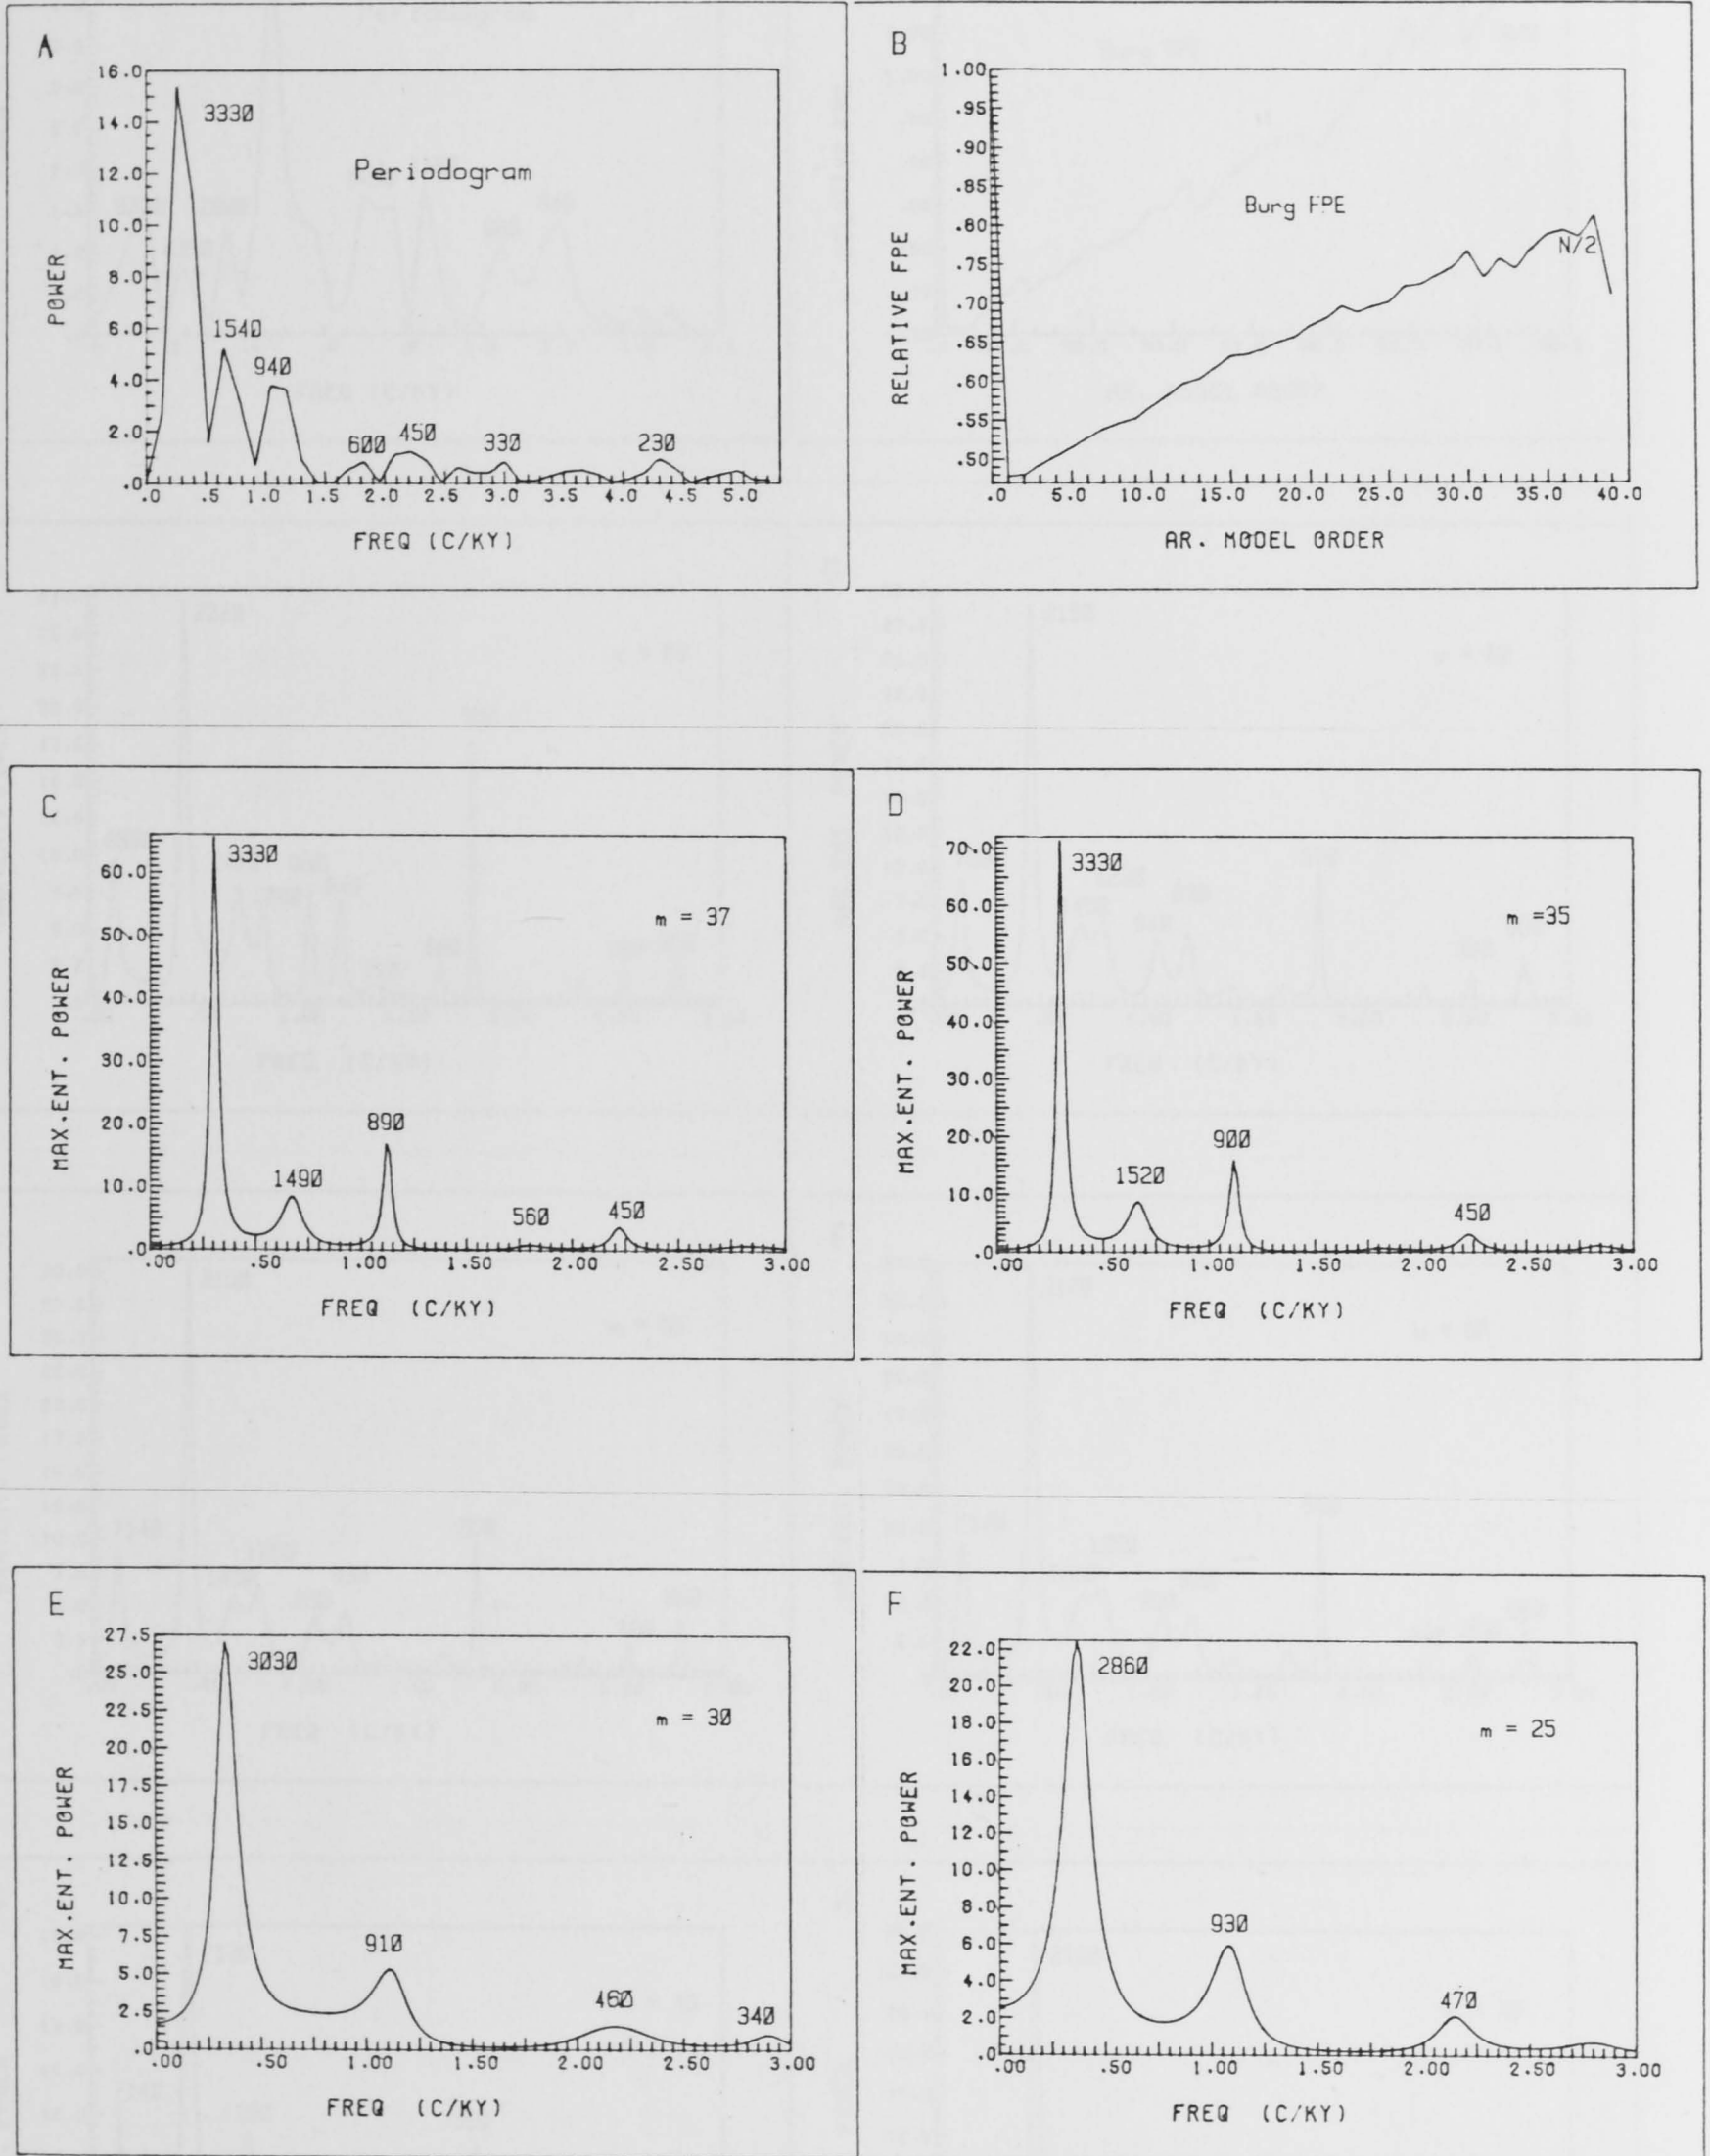 A
16.0
14.0
12.0
10.0
8.0
6.0
4.0
2.0
.0
POWER
3330
Periodogram
1540
940
600
450
330
230
.0 .5 1.0 1.5 2.0 2.5 3.0 3.5 4.0 4.5 5.0
FREQ (C/KY)
B
1.00
.95
.90
.85
.80
.75
.70
.65
.60
.55
.50
RELATIVE FPE
Burg FPE
N/2
.0 5.0 10.0 15.0 20.0 25.0 30.0 35.0 40.0
AR. MODEL ORDER
C
60.0
50.0
40.0
30.0
20.0
10.0
.0
MAX.ENT. POWER
3330
m = 37
890
1490
560
450
.00 .50 1.00 1.50 2.00 2.50 3.00
FREQ (C/KY)
D
70.0
60.0
50.0
40.0
30.0
20.0
10.0
.0
MAX.ENT. POWER
3330
m =35
900
1520
450
.00 .50 1.00 1.50 2.00 2.50 3.00
FREQ (C/KY)
E
27.5
25.0
22.5
20.0
17.5
15.0
12.5
10.0
7.5
5.0
2.5
.0
MAX.ENT. POWER
3030
m = 30
910
460
340
.00 .50 1.00 1.50 2.00 2.50 3.00
FREQ (C/KY)
F
22.0
20.0
18.0
16.0
14.0
12.0
10.0
8.0
6.0
4.0
2.0
.0
MAX.ENT. POWER
2860
m = 25
930
470
.00 .50 1.00 1.50 2.00 2.50 3.00
FREQ (C/KY)